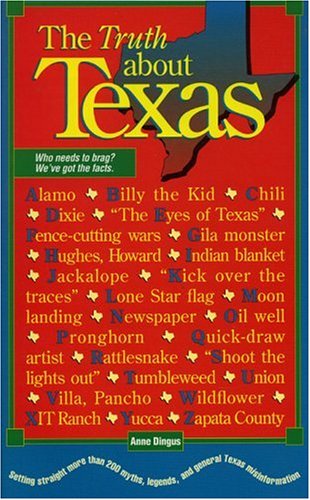 The Truth
about
Texas
Who needs to brag?
We've got the facts.
Alamo Billy the Kid Chili
Dixie "The Eyes of Texas"
Fence-cutting wars Gila monster
Hughes, Howard Indian blanket
Jackalope "Kick over the
traces" Lone Star flag Moon
landing Newspaper Oil well
Pronghorn Quick-draw
artist Rattlesnake "Shoot
the lights out" Tumbleweed Union
Villa, Pancho Wildflower
XIT Ranch Yucca Zapata County
Anne Dingus
Setting straight more than 200 myths, legends, and general Texas misinformation